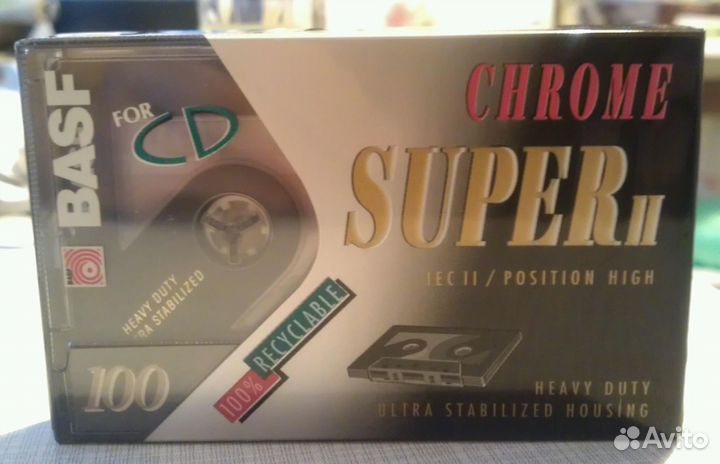 BASF
FOR
CD
HEAVY DUTY
ULTRA STABILIZED
100
100% RECYCLABLE
CHROME
SUPER II
IEC II / POSITION HIGH
HEAVY DUTY
ULTRA STABILIZED HOUSING
BASF
Avito